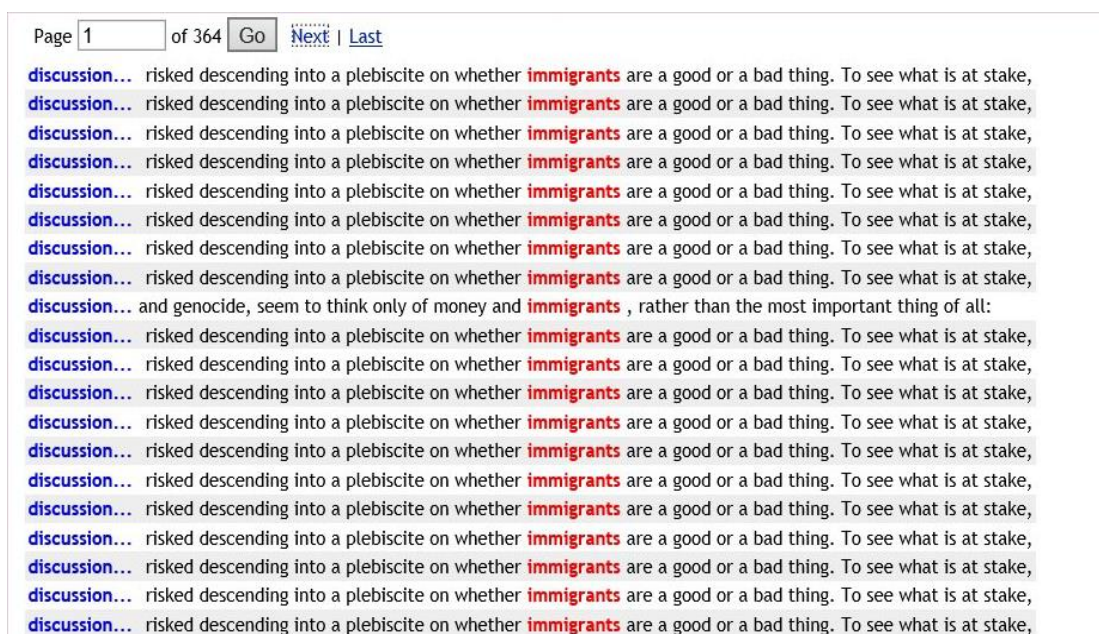 Page 1 of 364 Go Next | Last
discussion... risked descending into a plebiscite on whether immigrants are a good or a bad thing. To see what is at stake,
discussion... risked descending into a plebiscite on whether immigrants are a good or a bad thing. To see what is at stake,
discussion... risked descending into a plebiscite on whether immigrants are a good or a bad thing. To see what is at stake,
discussion... risked descending into a plebiscite on whether immigrants are a good or a bad thing. To see what is at stake,
discussion... risked descending into a plebiscite on whether immigrants are a good or a bad thing. To see what is at stake,
discussion... risked descending into a plebiscite on whether immigrants are a good or a bad thing. To see what is at stake,
discussion... risked descending into a plebiscite on whether immigrants are a good or a bad thing. To see what is at stake,
discussion... risked descending into a plebiscite on whether immigrants are a good or a bad thing. To see what is at stake,
discussion... and genocide, seem to think only of money and immigrants , rather than the most important thing of all:
discussion... risked descending into a plebiscite on whether immigrants are a good or a bad thing. To see what is at stake,
discussion... risked descending into a plebiscite on whether immigrants are a good or a bad thing. To see what is at stake,
discussion... risked descending into a plebiscite on whether immigrants are a good or a bad thing. To see what is at stake,
discussion... risked descending into a plebiscite on whether immigrants are a good or a bad thing. To see what is at stake,
discussion... risked descending into a plebiscite on whether immigrants are a good or a bad thing. To see what is at stake,
discussion... risked descending into a plebiscite on whether immigrants are a good or a bad thing. To see what is at stake,
discussion... risked descending into a plebiscite on whether immigrants are a good or a bad thing. To see what is at stake,
discussion... risked descending into a plebiscite on whether immigrants are a good or a bad thing. To see what is at stake,
discussion... risked descending into a plebiscite on whether immigrants are a good or a bad thing. To see what is at stake,
discussion... risked descending into a plebiscite on whether immigrants are a good or a bad thing. To see what is at stake,
discussion... risked descending into a plebiscite on whether immigrants are a good or a bad thing. To see what is at stake,